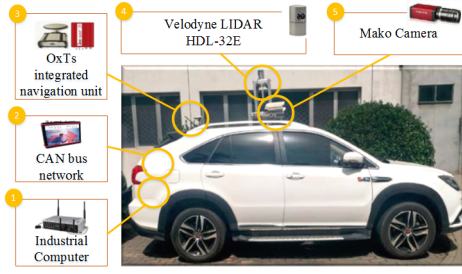 3
OxTs
integrated
navigation unit
4
Velodyne LIDAR
HDL-32E
5
Mako Camera
2
CAN bus
network
1
Industrial
Computer